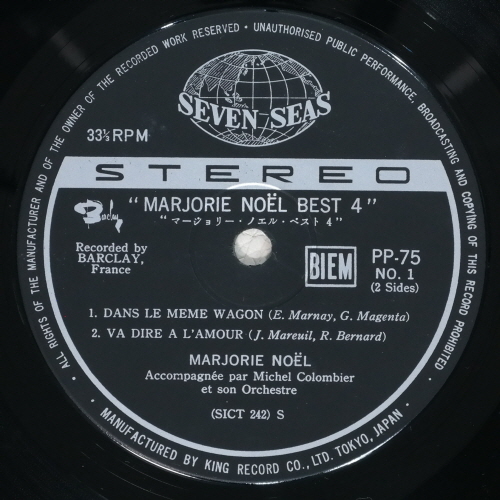 ALL RIGHTS OF THE MANUFACTURER AND OF THE OWNER OF THE RECORDED WORK RESERVED • UNAUTHORISED PUBLIC PERFORMANCE, BROADCASTING AND COPYING OF THIS RECORD PROHIBITED •
SEVEN SEAS
33⅓ RPM
STEREO
"MARJORIE NOËL BEST 4"
"マージョリー・ノエル・ベスト4"
Barclay
Recorded by
BARCLAY,
France
BIEM
PP-75
NO. 1
(2 Sides)
1. DANS LE MEME WAGON (E. Marnay, G. Magenta)
2. VA DIRE A L'AMOUR (J. Mareuil, R. Bernard)
MARJORIE NOËL
Accompagnée par Michel Colombier
et son Orchestre
(SICT 242) S
MANUFACTURED BY KING RECORD CO., LTD. TOKYO, JAPAN •